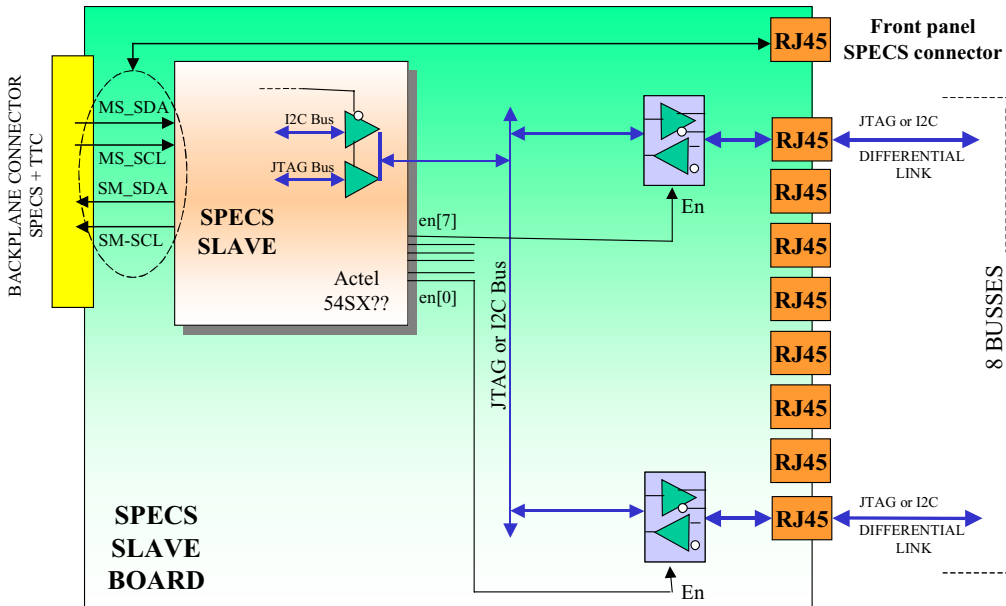 RJ45
Front panel
SPECS connector
BACKPLANE CONNECTOR
SPECS + TTC
MS_SDA
MS_SCL
SM_SDA
SM-SCL
I2C Bus
JTAG Bus
SPECS
SLAVE
Actel
54SX??
en[7]
en[0]
JTAG or I2C Bus
En
RJ45
JTAG or I2C
DIFFERENTIAL
LINK
RJ45
RJ45
RJ45
RJ45
RJ45
RJ45
8 BUSSES
RJ45
JTAG or I2C
DIFFERENTIAL
LINK
En
SPECS
SLAVE
BOARD